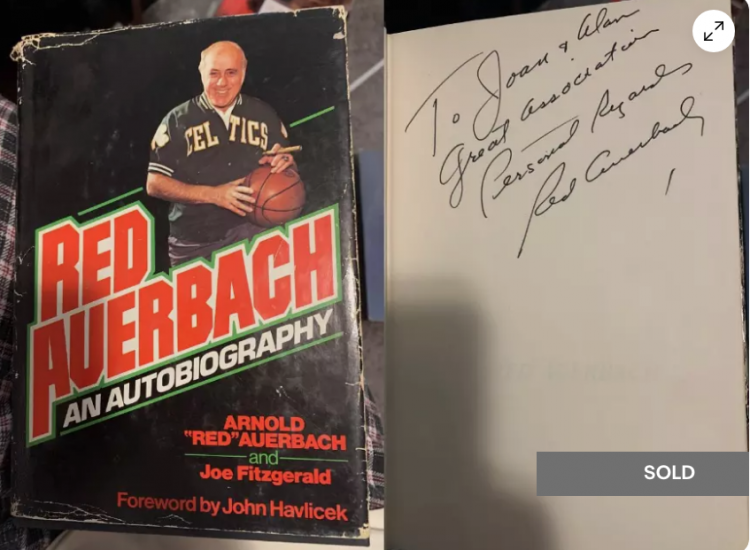 CELTICS
RED
AUERBACH
AN AUTOBIOGRAPHY
ARNOLD
"RED" AUERBACH
and
Joe Fitzgerald
Foreword by John Havlicek
To Joan & Alan
Great association
Personal Regards
Red Auerbach
SOLD